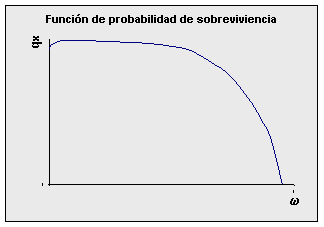 Función de probabilidad de sobreviviencia
qx
ω